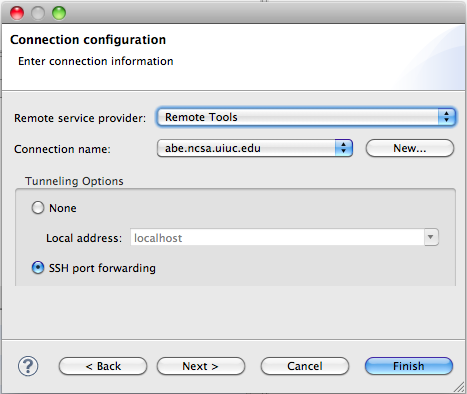 Connection configuration
Enter connection information
Remote service provider: Remote Tools
Connection name: abe.ncsa.uiuc.edu New...
Tunneling Options
None
Local address: localhost
SSH port forwarding
? < Back Next > Cancel Finish